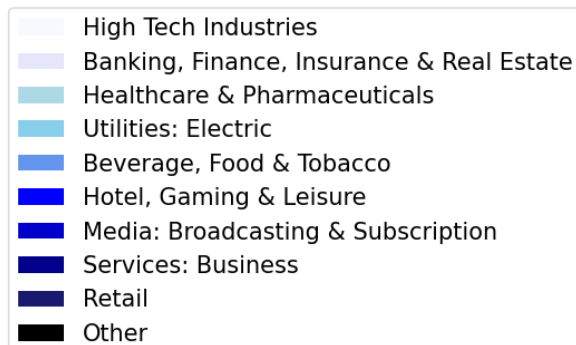 High Tech Industries
Banking, Finance, Insurance & Real Estate
Healthcare & Pharmaceuticals
Utilities: Electric
Beverage, Food & Tobacco
Hotel, Gaming & Leisure
Media: Broadcasting & Subscription
Services: Business
Retail
Other